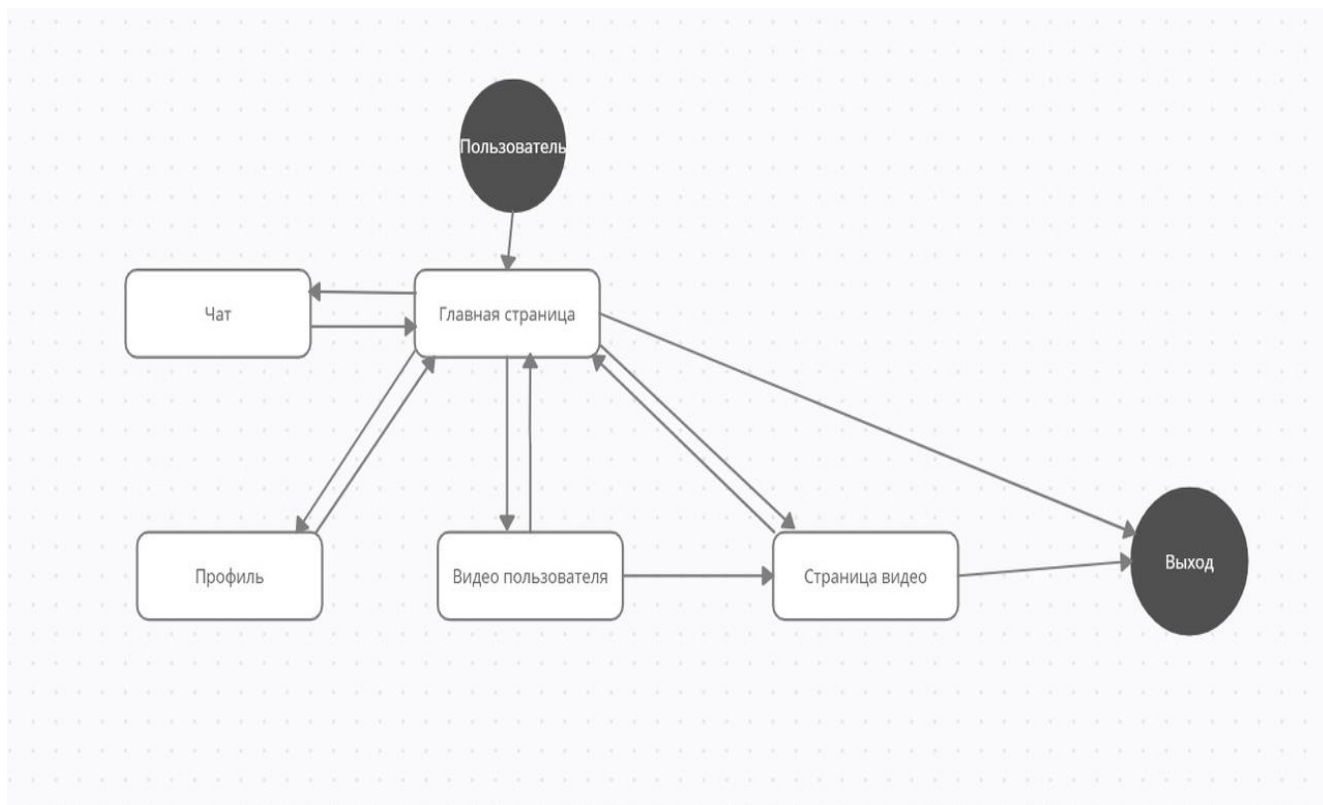 Пользователь
Чат
Главная страница
Профиль
Видео пользователя
Страница видео
Выход